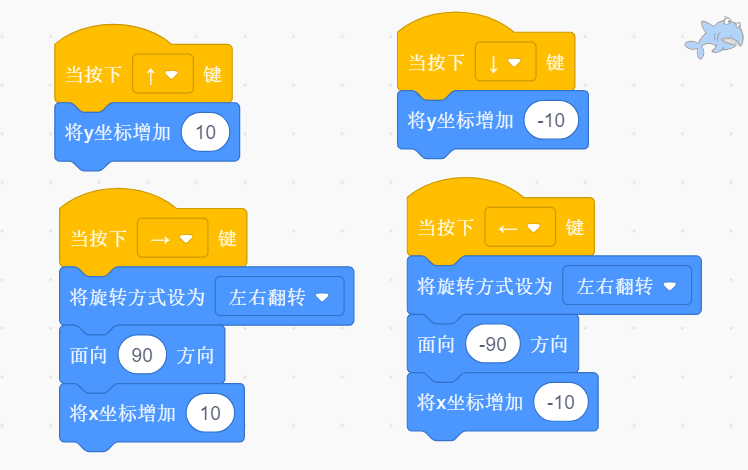 当按下 ↑ 键
将y坐标增加 10
当按下 ↓ 键
将y坐标增加 -10
当按下 → 键
将旋转方式设为 左右翻转
面向 90 方向
将x坐标增加 10
当按下 ← 键
将旋转方式设为 左右翻转
面向 -90 方向
将x坐标增加 -10